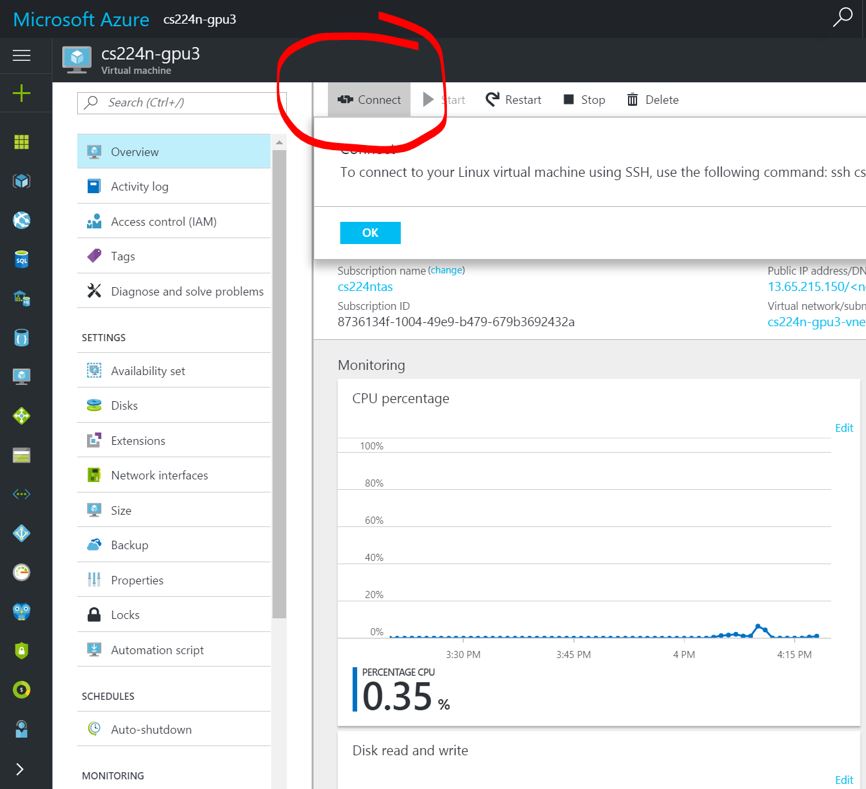 Microsoft Azure cs224n-gpu3
cs224n-gpu3
Virtual machine
Search (Ctrl+/)
Overview
Activity log
Access control (IAM)
Tags
Diagnose and solve problems
SETTINGS
Availability set
Disks
Extensions
Network interfaces
Size
Backup
Properties
Locks
Automation script
SCHEDULES
Auto-shutdown
MONITORING
Connect Start Restart Stop Delete
Connect
To connect to your Linux virtual machine using SSH, use the following command: ssh cs
OK
Subscription name (change)
cs224ntas
Subscription ID
8736134f-1004-49e9-b479-679b3692432a
Public IP address/DN
13.65.215.150/<n
Virtual network/subn
cs224n-gpu3-vne
Monitoring
CPU percentage
Edit
100%
80%
60%
40%
20%
0%
3:30 PM 3:45 PM 4 PM 4:15 PM
PERCENTAGE CPU
0.35 %
Disk read and write
Edit
SQL